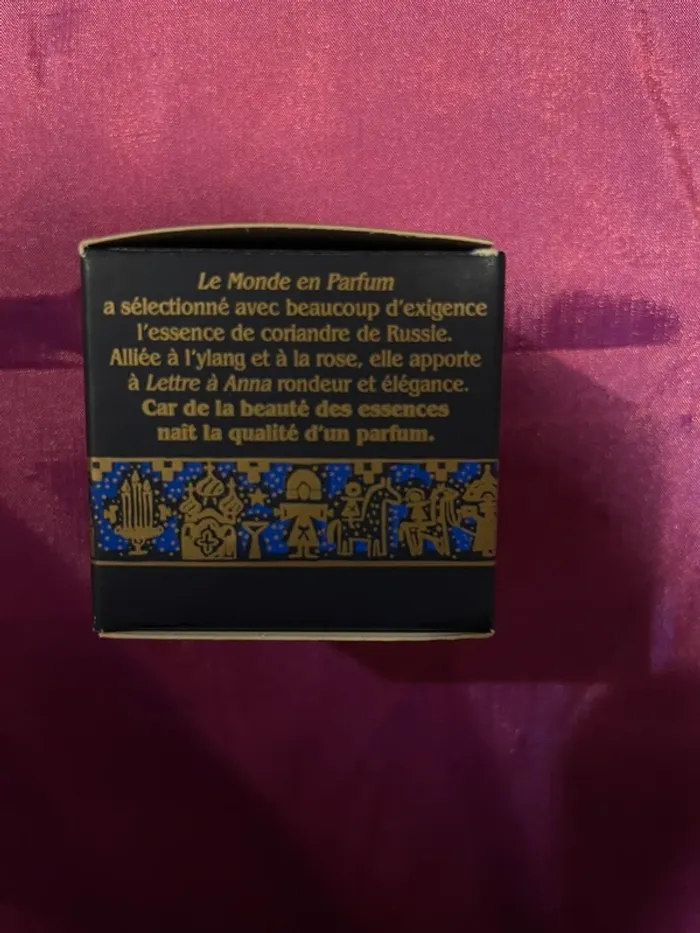 Le Monde en Parfum
a sélectionné avec beaucoup d'exigence
l'essence de coriandre de Russie.
Alliée à l'ylang et à la rose, elle apporte
à Lettre à Anna rondeur et élégance.
Car de la beauté des essences
naît la qualité d'un parfum.